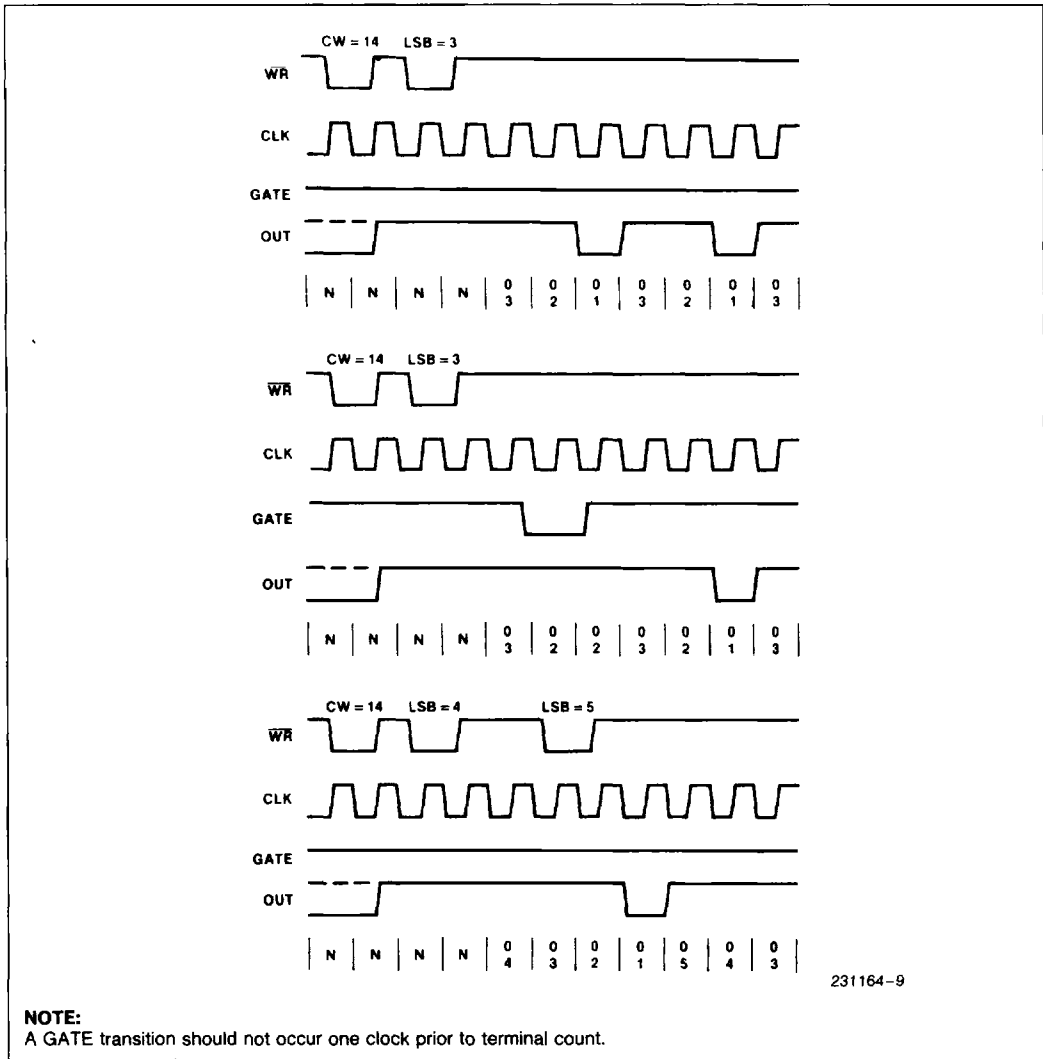 CW = 14 LSB = 3
WR
CLK
GATE
OUT
N N N N 0 3 0 2 0 1 0 3 0 2 0 1 0 3
CW = 14 LSB = 3
WR
CLK
GATE
OUT
N N N N 0 3 0 2 0 2 0 3 0 2 0 1 0 3
CW = 14 LSB = 4 LSB = 5
WR
CLK
GATE
OUT
N N N N 0 4 0 3 0 2 0 1 0 5 0 4 0 3
231164-9
NOTE:
A GATE transition should not occur one clock prior to terminal count.